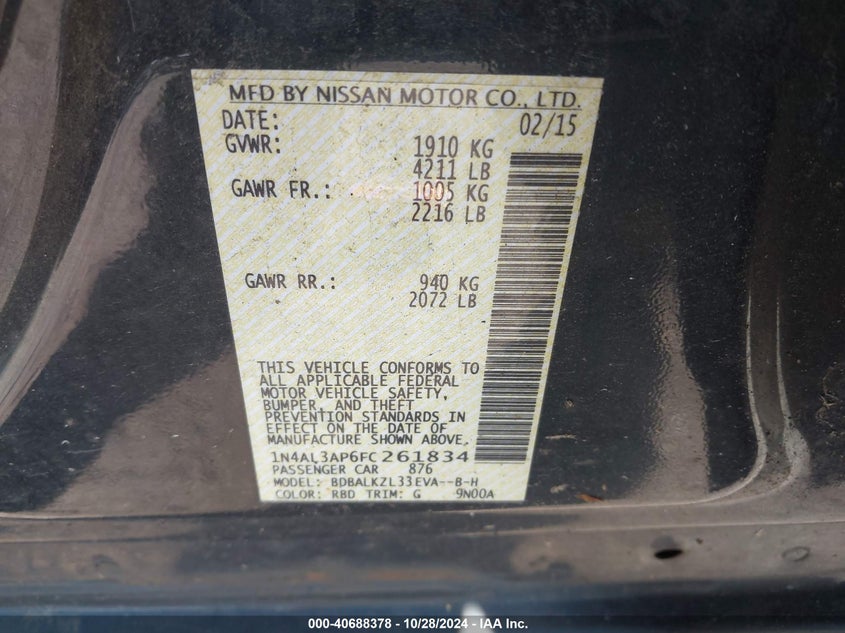 MFD BY NISSAN MOTOR CO., LTD.
DATE: 02/15
GVWR: 1910 KG
4211 LB
GAWR FR.: 1005 KG
2216 LB
GAWR RR.: 940 KG
2072 LB
THIS VEHICLE CONFORMS TO
ALL APPLICABLE FEDERAL
MOTOR VEHICLE SAFETY,
BUMPER, AND THEFT
PREVENTION STANDARDS IN
EFFECT ON THE DATE OF
MANUFACTURE SHOWN ABOVE.
1N4AL3AP6FC261834
PASSENGER CAR 876
MODEL: BDBALKZL33EVA--B-H
COLOR: RBD TRIM: G 9N00A
000-40688378 - 10/28/2024 - IAA Inc.